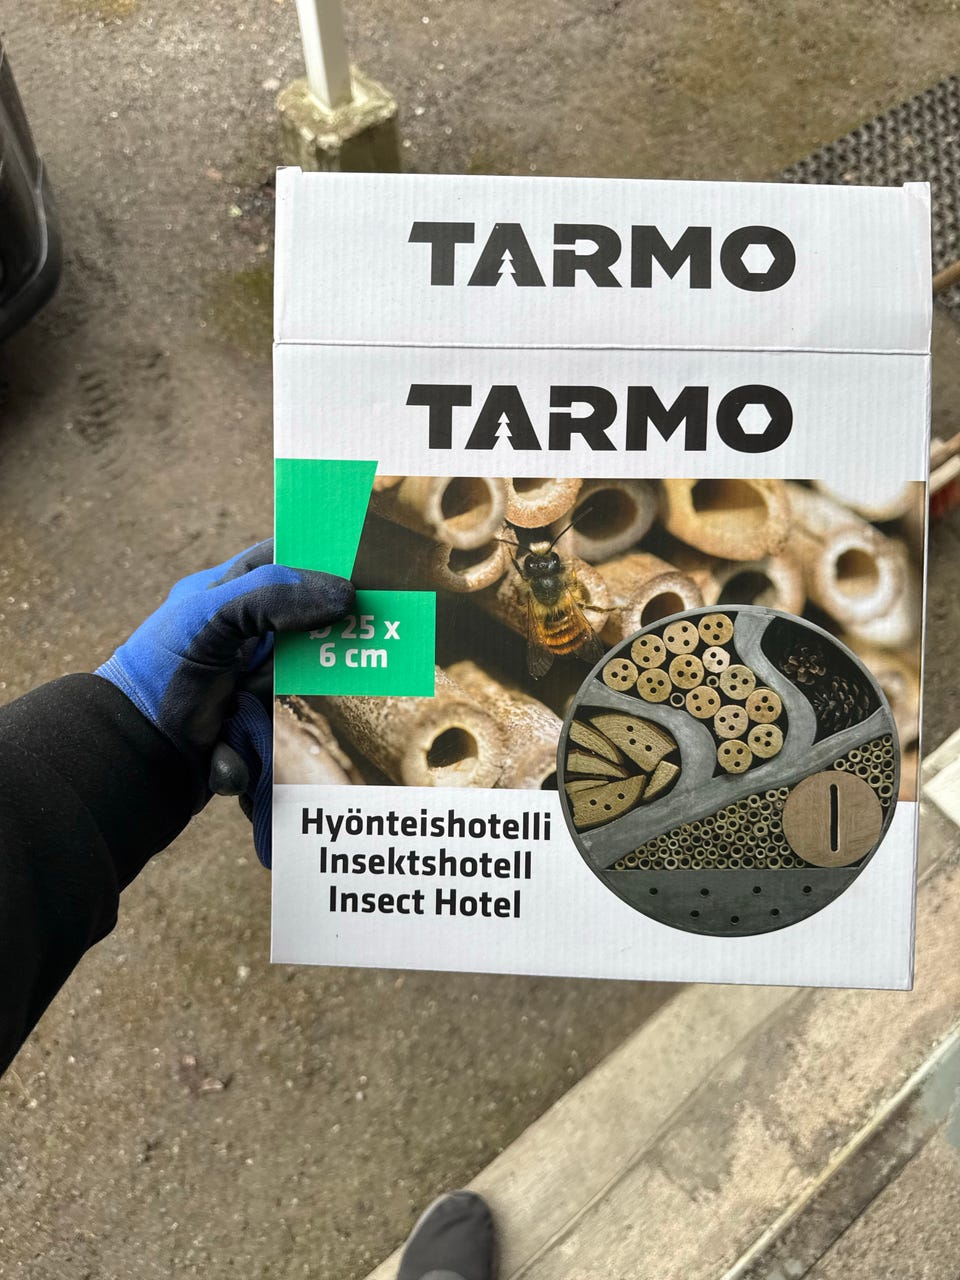 TARMO
TARMO
Ø 25 x
6 cm
Hyönteishotelli
Insektshotell
Insect Hotel